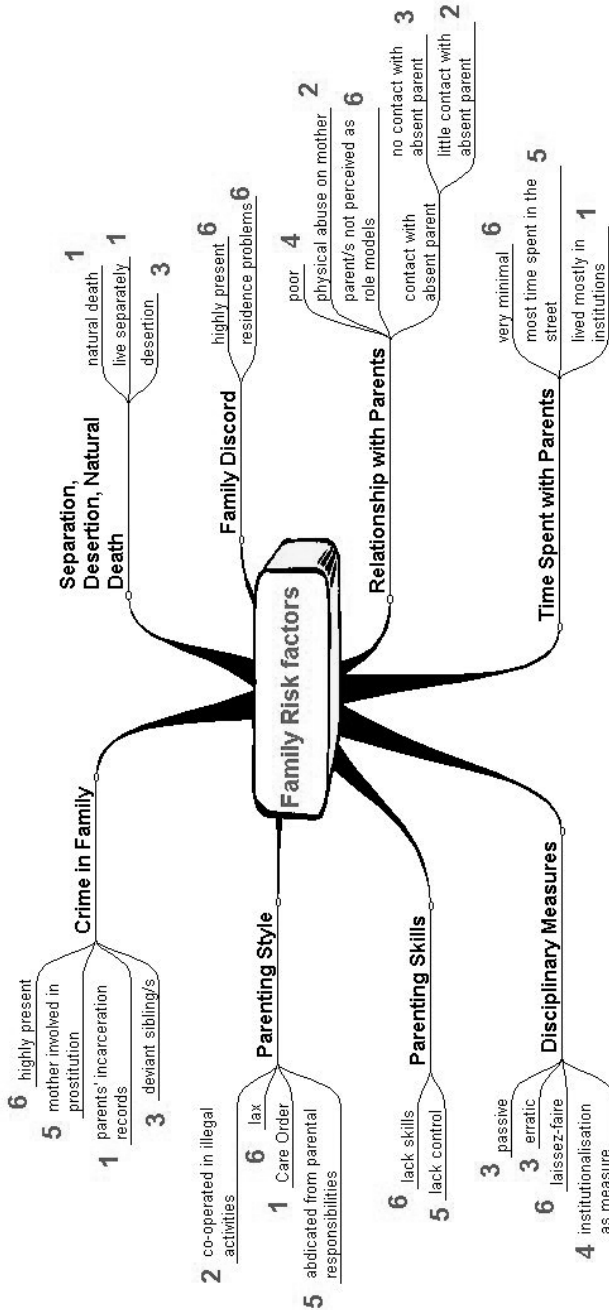 Family Risk factors
Crime in Family
6 highly present
5 mother involved in
prostitution
1 parents' incarceration
records
3 deviant sibling/s
Parenting Style
2 co-operated in illegal
activities
6 lax
1 Care Order
5 abdicated from parental
responsibilities
Parenting Skills
6 lack skills
5 lack control
Disciplinary Measures
3 passive
3 erratic
6 laissez-faire
4 institutionalisation
as measure
Separation,
Desertion, Natural
Death
natural death 1
live separately 1
desertion 3
Family Discord
highly present 6
residence problems 6
Relationship with Parents
poor 4
physical abuse on mother 2
parent/s not perceived as
role models 6
contact with
absent parent
no contact with
absent parent 3
little contact with
absent parent 2
Time Spent with Parents
very minimal 6
most time spent in the
street 5
lived mostly in
institutions 1